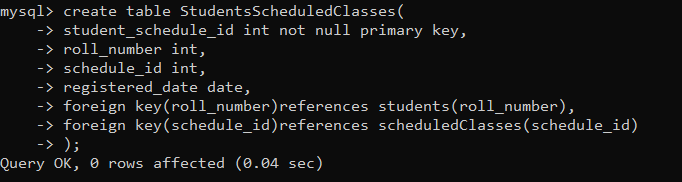 mysql> create table StudentsScheduledClasses(
    -> student_schedule_id int not null primary key,
    -> roll_number int,
    -> schedule_id int,
    -> registered_date date,
    -> foreign key(roll_number)references students(roll_number),
    -> foreign key(schedule_id)references scheduledClasses(schedule_id)
    -> );
Query OK, 0 rows affected (0.04 sec)